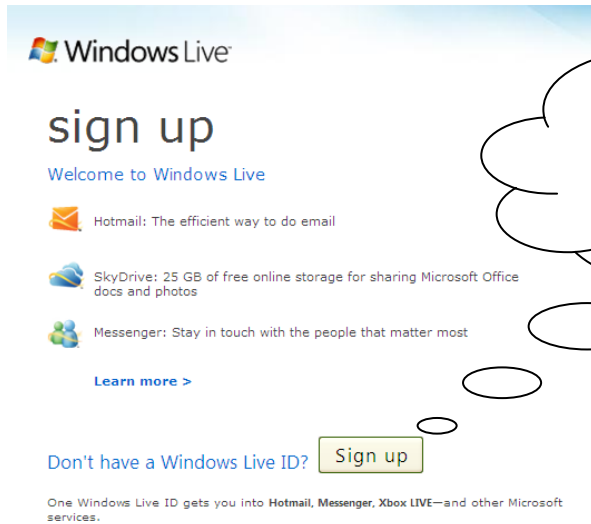 Windows Live
sign up
Welcome to Windows Live
Hotmail: The efficient way to do email
SkyDrive: 25 GB of free online storage for sharing Microsoft Office
docs and photos
Messenger: Stay in touch with the people that matter most
Learn more >
Don't have a Windows Live ID? Sign up
One Windows Live ID gets you into Hotmail, Messenger, Xbox LIVE—and other Microsoft
services.